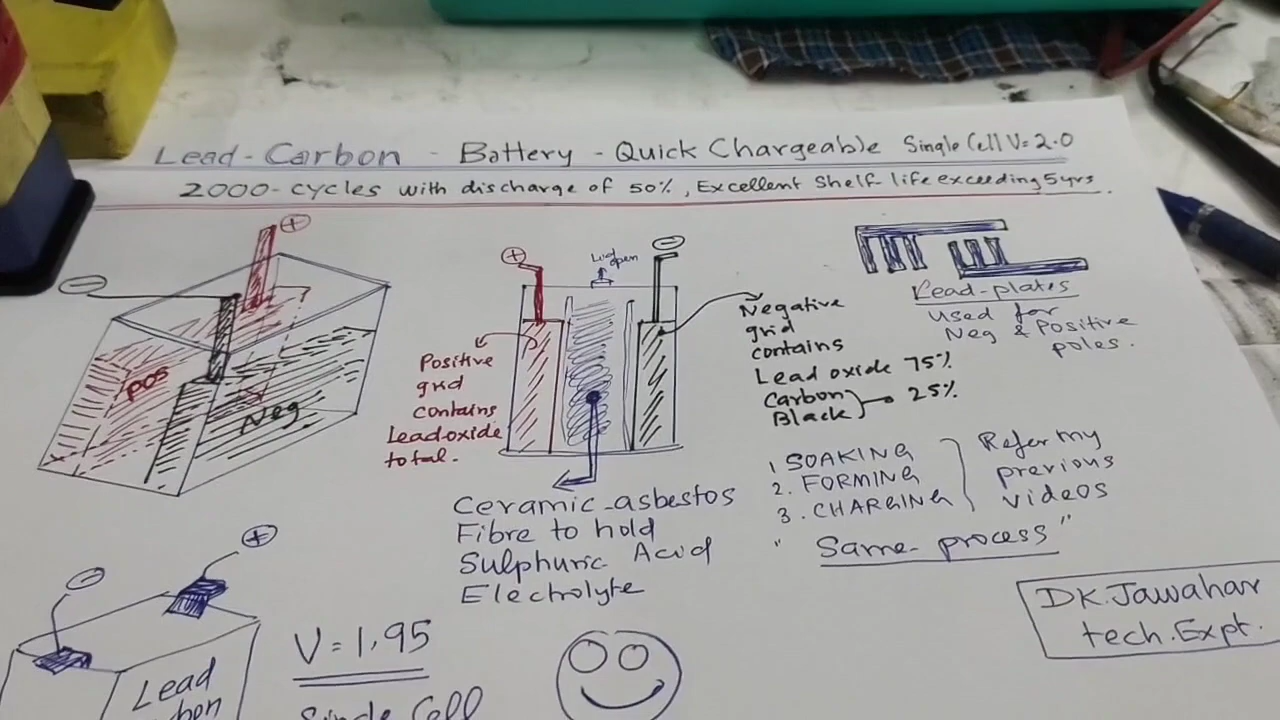 Lead-Carbon - Battery - Quick Chargeable Single Cell V=2.0
2000-cycles with discharge of 50%, Excellent Shelf-life exceeding 5yrs.
+
−
Pos
Neg
+
−
open
Positive
grid
contains
Lead-oxide
total.
Negative
grid
contains
Lead oxide 75%
Carbon
Black → 25%
Lead-plates
Used for
Neg & Positive
poles.
Ceramic-asbestos
Fibre to hold
Sulphuric Acid
Electrolyte
1. SOAKING
2. FORMING
3. CHARGING
Refer my
previous
videos
" Same-process "
DK.Jawahar
tech.Expt.
−
+
Lead
V=1.95
Single Cell